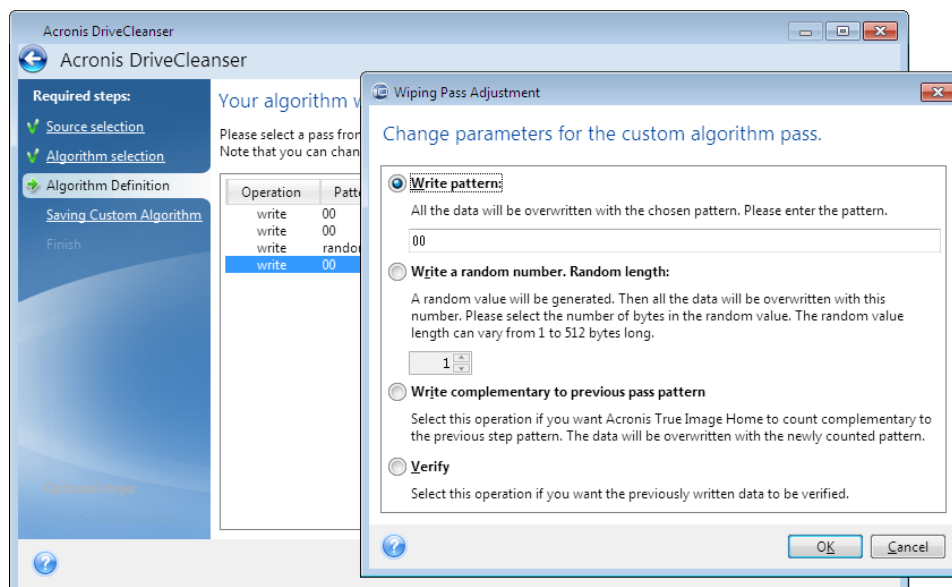 Acronis DriveCleanser
Acronis DriveCleanser
Required steps:
Source selection
Algorithm selection
Algorithm Definition
Saving Custom Algorithm
Finish
Your algorithm
Please select a pass from
Note that you can chan
Operation Patte
write 00
write 00
write random
write 00
Wiping Pass Adjustment
Change parameters for the custom algorithm pass.
Write pattern:
All the data will be overwritten with the chosen pattern. Please enter the pattern.
00
Write a random number. Random length:
A random value will be generated. Then all the data will be overwritten with this
number. Please select the number of bytes in the random value. The random value
length can vary from 1 to 512 bytes long.
1
Write complementary to previous pass pattern
Select this operation if you want Acronis True Image Home to count complementary to
the previous step pattern. The data will be overwritten with the newly counted pattern.
Verify
Select this operation if you want the previously written data to be verified.
OK Cancel